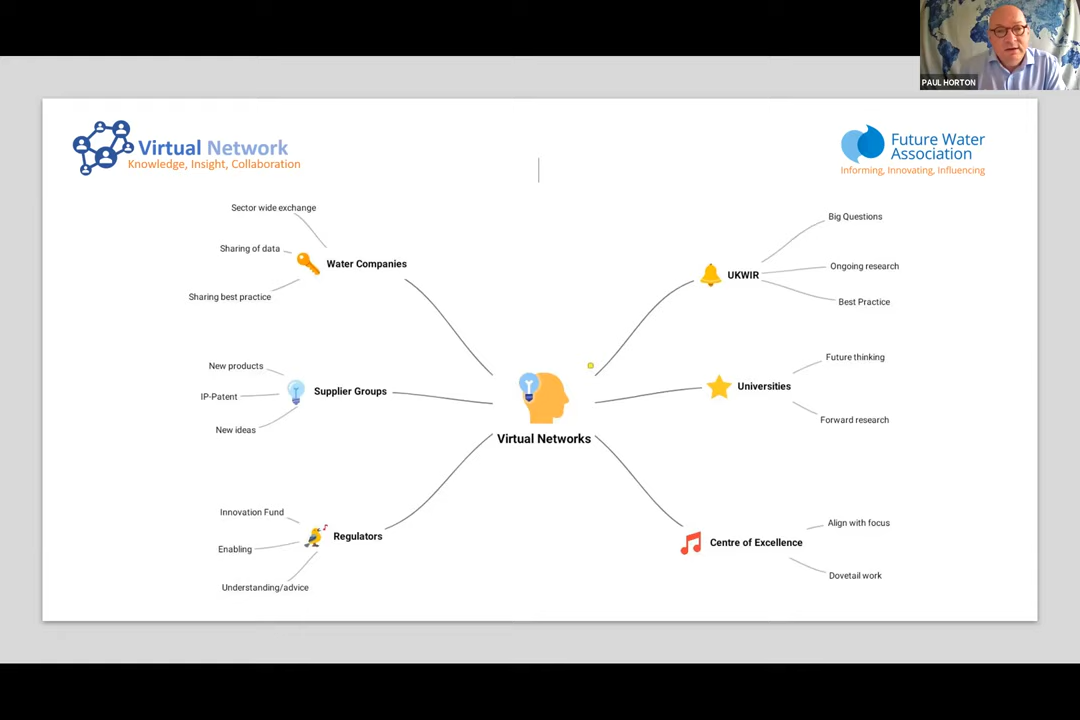 PAUL HORTON
Virtual Network
Knowledge, Insight, Collaboration
Future Water
Association
Informing, Innovating, Influencing
Sector wide exchange
Sharing of data
Sharing best practice
Water Companies
New products
IP-Patent
New ideas
Supplier Groups
Innovation Fund
Enabling
Understanding/advice
Regulators
Virtual Networks
UKWIR
Big Questions
Ongoing research
Best Practice
Universities
Future thinking
Forward research
Centre of Excellence
Align with focus
Dovetail work